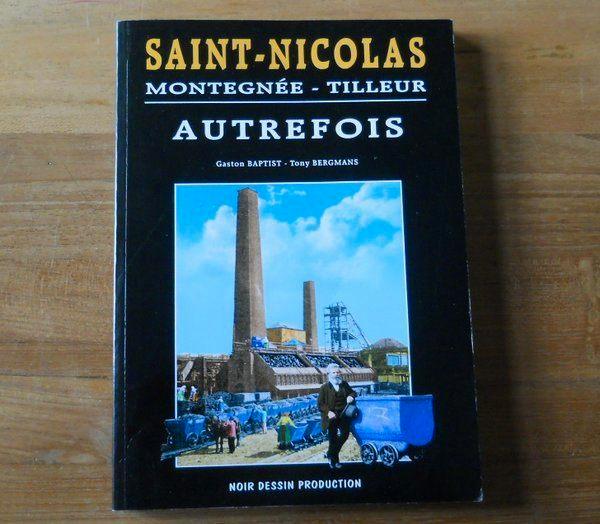 SAINT-NICOLAS
MONTEGNÉE - TILLEUR
AUTREFOIS
Gaston BAPTIST - Tony BERGMANS
NOIR DESSIN PRODUCTION